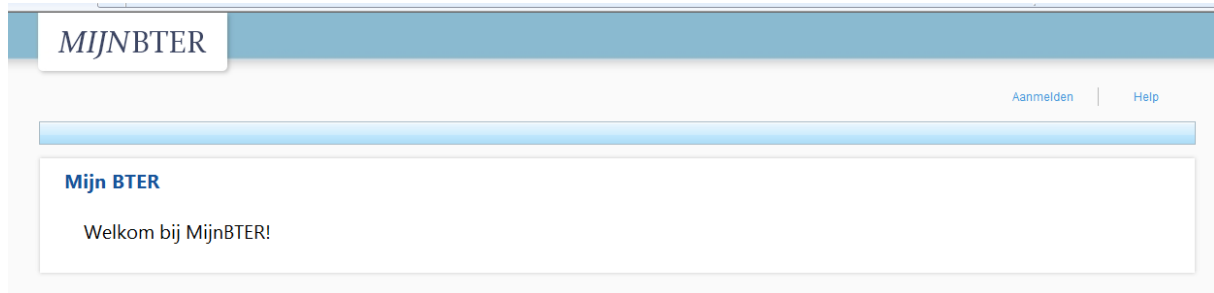 MIJNBTER
Aanmelden Help
Mijn BTER
Welkom bij MijnBTER!